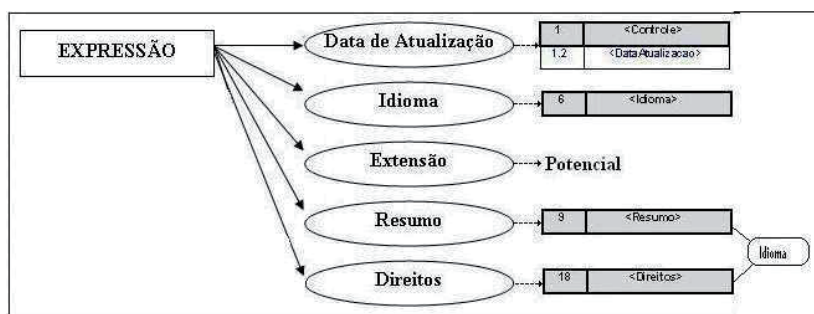 EXPRESSÃO
Data de Atualização
1 <Controle>
1.2 <DataAtualizacao>
Idioma
6 <Idioma>
Extensão
Potencial
Resumo
9 <Resumo>
Idioma
Direitos
18 <Direitos>